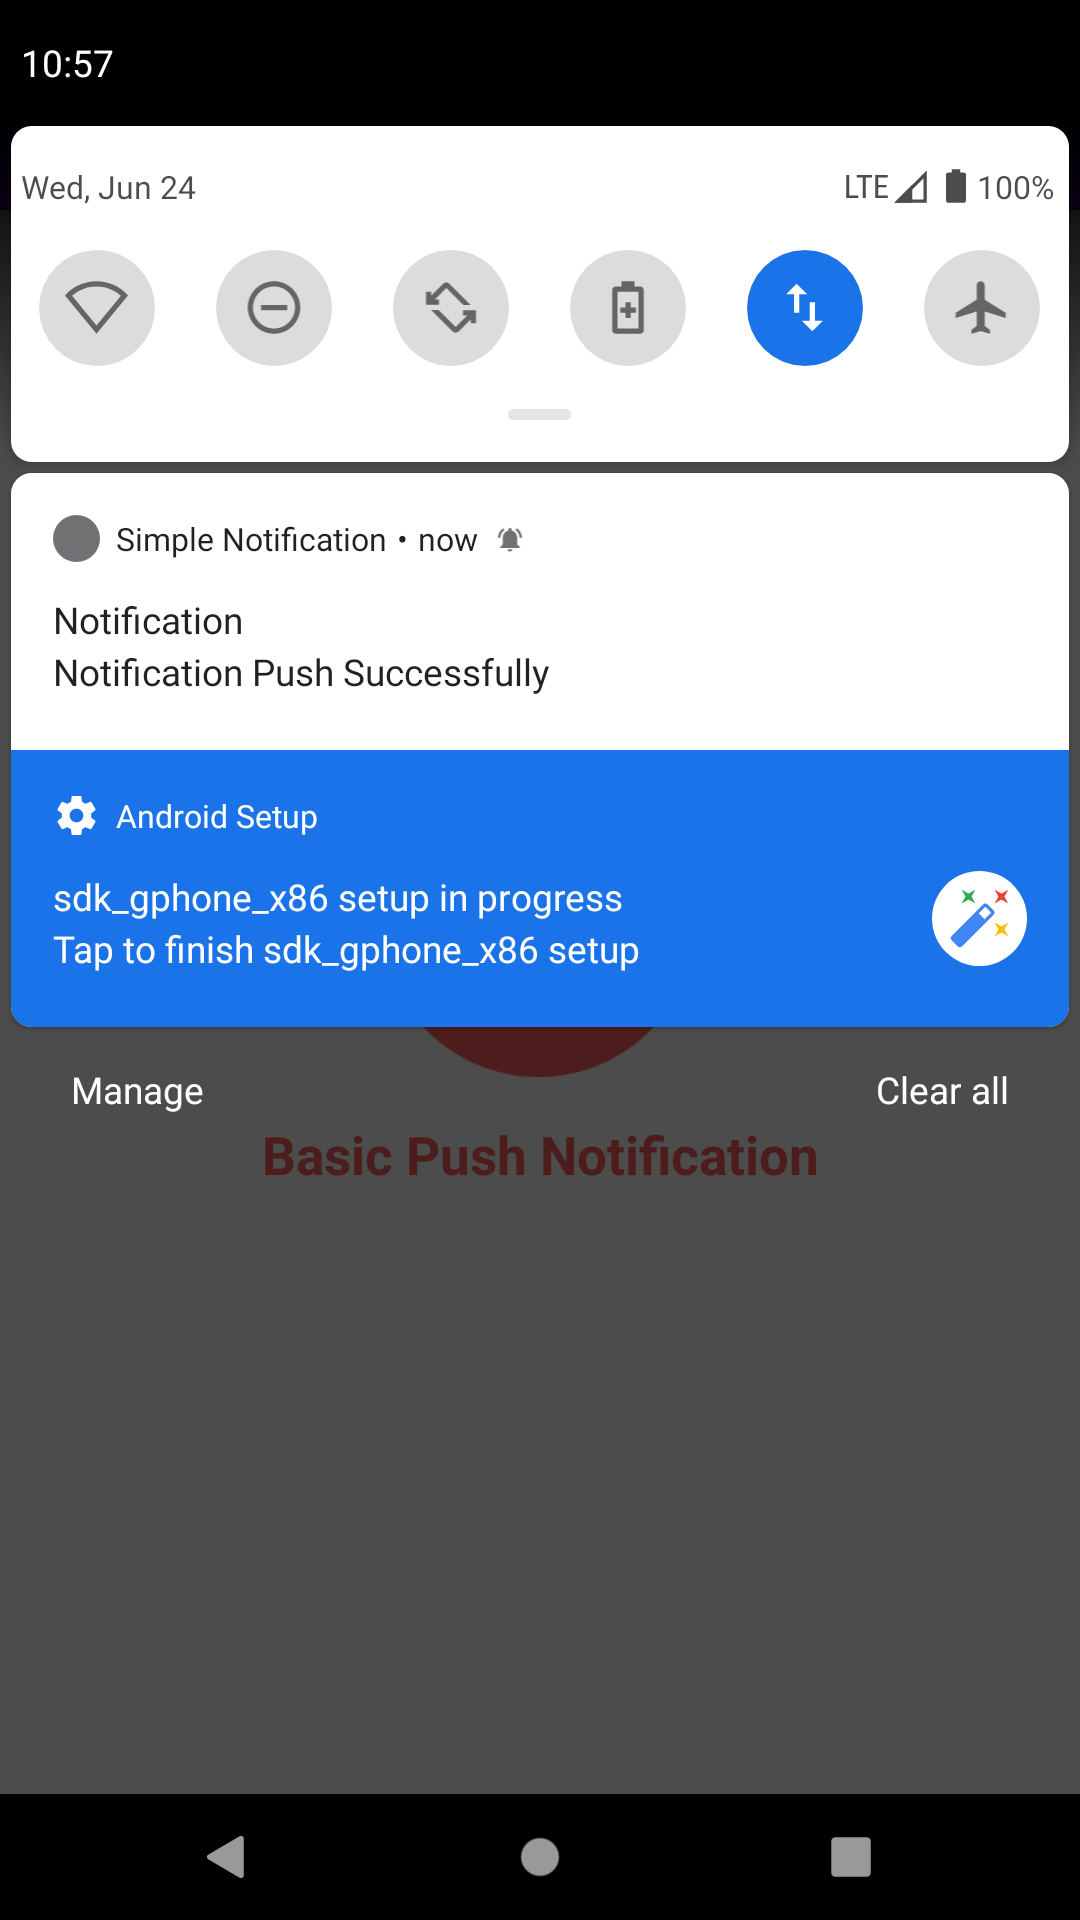 10:57
Wed, Jun 24
LTE 100%
Simple Notification • now
Notification
Notification Push Successfully
Android Setup
sdk_gphone_x86 setup in progress
Tap to finish sdk_gphone_x86 setup
Manage
Clear all
Basic Push Notification